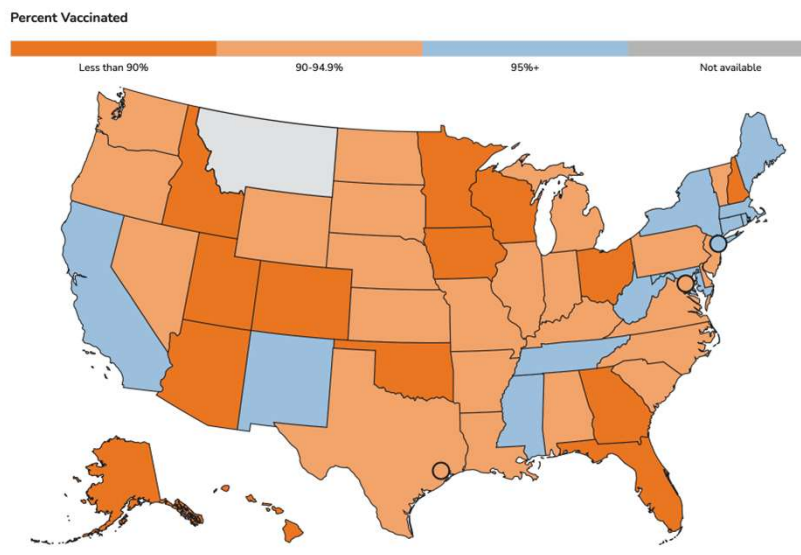 Percent Vaccinated
Less than 90%
90-94.9%
95%+
Not available